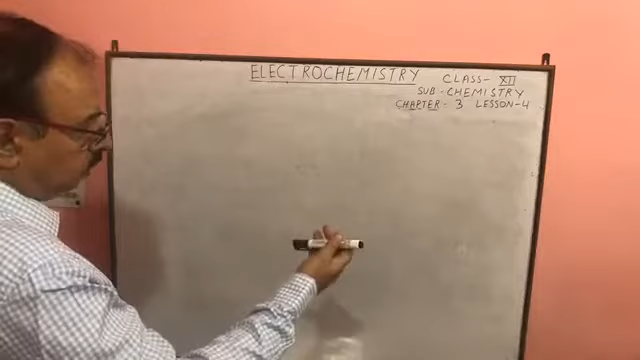 ELECTROCHEMISTRY
CLASS- XII
SUB - CHEMISTRY
CHAPTER - 3 LESSON-4